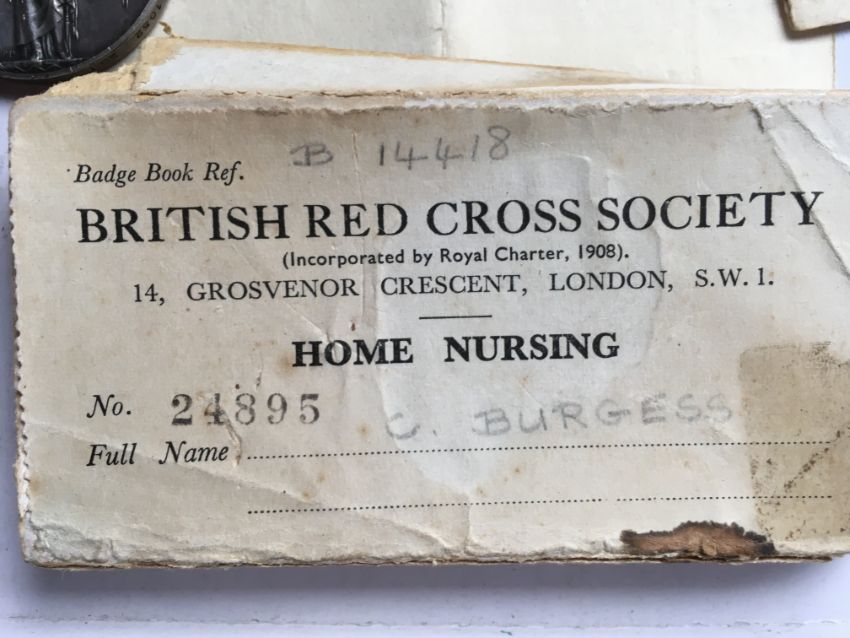 Badge Book Ref. B 14418
BRITISH RED CROSS SOCIETY
(Incorporated by Royal Charter, 1908).
14, GROSVENOR CRESCENT, LONDON, S.W. 1.
HOME NURSING
No. 24895
C. BURGESS
Full Name